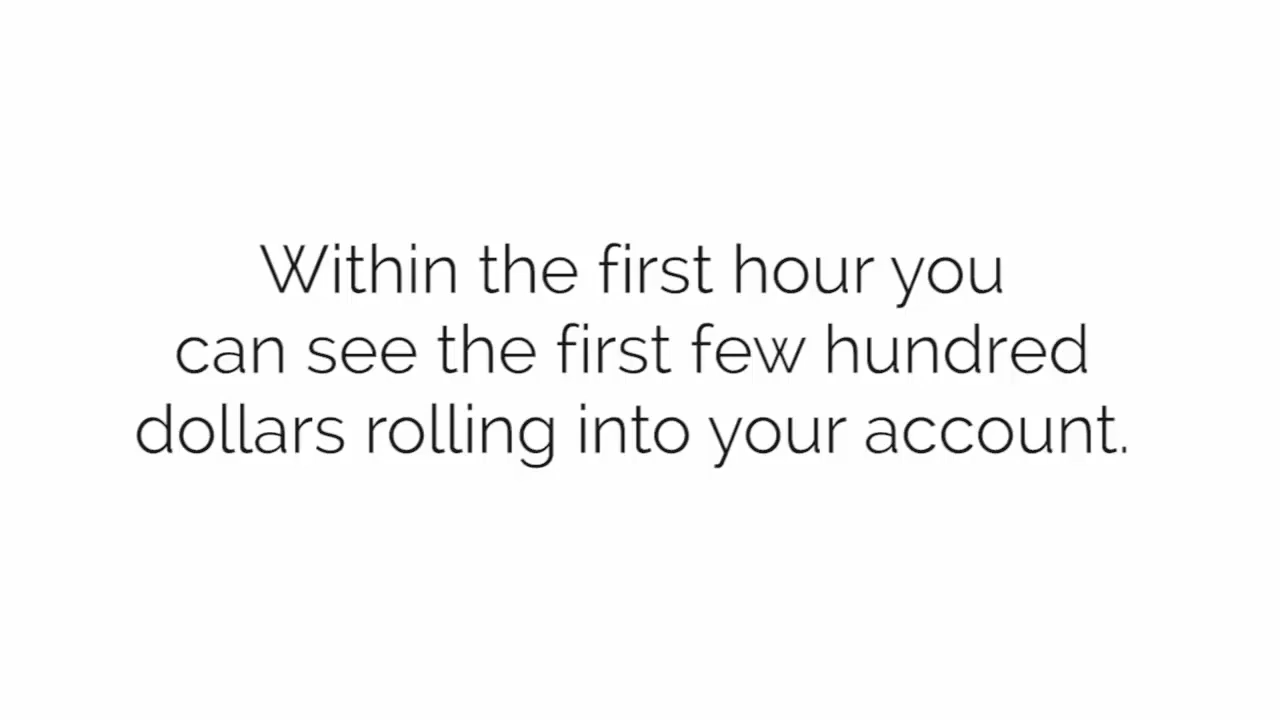 Within the first hour you
can see the first few hundred
dollars rolling into your account.